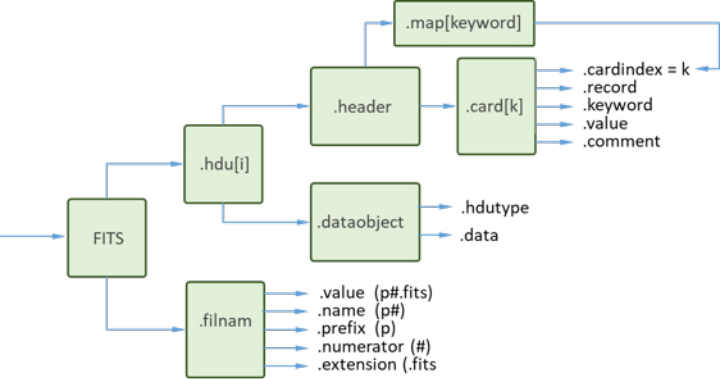 .map[keyword]
.cardindex = k
.record
.header
.card[k]
.keyword
.value
.comment
.hdu[i]
.hdutype
.dataobject
.data
FITS
.value (p#.fits)
.name (p#)
.filnam
.prefix (p)
.numerator (#)
.extension (.fits